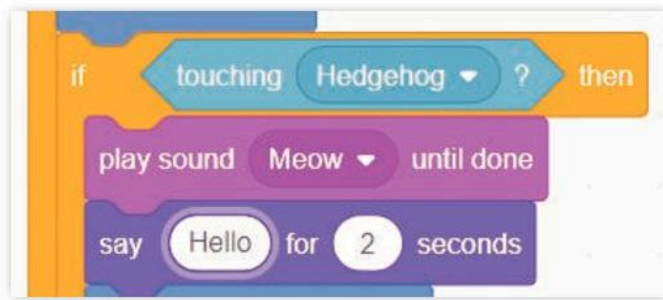 if touching Hedgehog ? then
play sound Meow until done
say Hello for 2 seconds